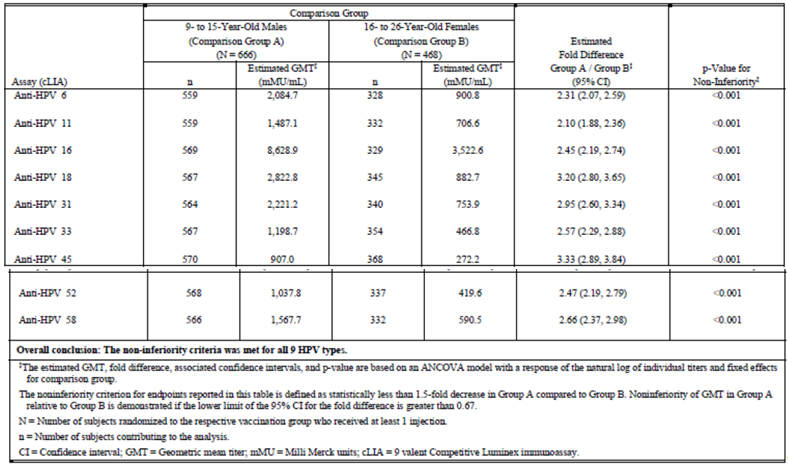 Comparison Group
9- to 15-Year-Old Males 16- to 26-Year-Old Females
(Comparison Group A) (Comparison Group B) Estimated
(N = 666) (N = 468) Fold Difference
Estimated GMT‡ Estimated GMT‡ Group A / Group B‡ p-Value for
Assay (cLIA) n (mMU/mL) n (mMU/mL) (95% CI) Non-Inferiority‡
Anti-HPV 6 559 2,084.7 328 900.8 2.31 (2.07, 2.59) <0.001
Anti-HPV 11 559 1,487.1 332 706.6 2.10 (1.88, 2.36) <0.001
Anti-HPV 16 569 8,628.9 329 3,522.6 2.45 (2.19, 2.74) <0.001
Anti-HPV 18 567 2,822.8 345 882.7 3.20 (2.80, 3.65) <0.001
Anti-HPV 31 564 2,221.2 340 753.9 2.95 (2.60, 3.34) <0.001
Anti-HPV 33 567 1,198.7 354 466.8 2.57 (2.29, 2.88) <0.001
Anti-HPV 45 570 907.0 368 272.2 3.33 (2.89, 3.84) <0.001
Anti-HPV 52 568 1,037.8 337 419.6 2.47 (2.19, 2.79) <0.001
Anti-HPV 58 566 1,567.7 332 590.5 2.66 (2.37, 2.98) <0.001
Overall conclusion: The non-inferiority criteria was met for all 9 HPV types.
‡The estimated GMT, fold difference, associated confidence intervals, and p-value are based on an ANCOVA model with a response of the natural log of individual titers and fixed effects
for comparison group.
The noninferiority criterion for endpoints reported in this table is defined as statistically less than 1.5-fold decrease in Group A compared to Group B. Noninferiority of GMT in Group A
relative to Group B is demonstrated if the lower limit of the 95% CI for the fold difference is greater than 0.67.
N = Number of subjects randomized to the respective vaccination group who received at least 1 injection.
n = Number of subjects contributing to the analysis.
CI = Confidence interval; GMT = Geometric mean titer; mMU = Milli Merck units; cLIA = 9 valent Competitive Luminex immunoassay.